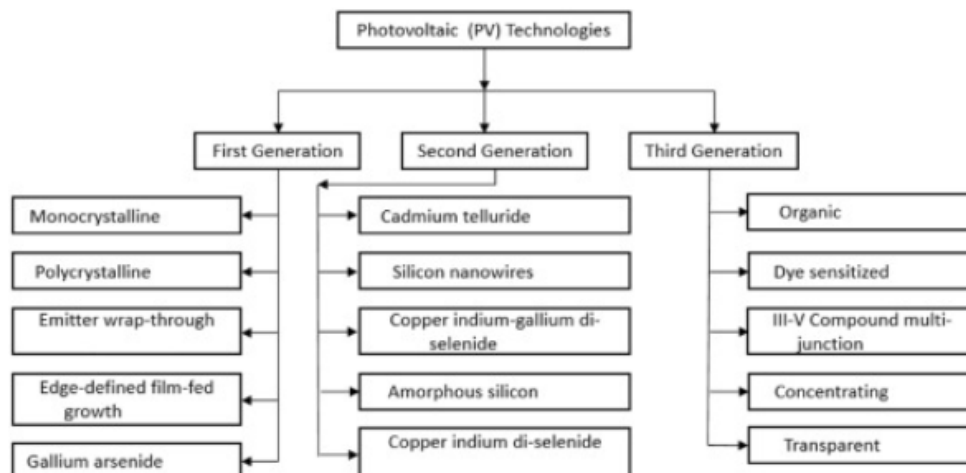 Photovoltaic (PV) Technologies
First Generation
Second Generation
Third Generation
Monocrystalline
Polycrystalline
Emitter wrap-through
Edge-defined film-fed
growth
Gallium arsenide
Cadmium telluride
Silicon nanowires
Copper indium-gallium di-
selenide
Amorphous silicon
Copper indium di-selenide
Organic
Dye sensitized
III-V Compound multi-
junction
Concentrating
Transparent